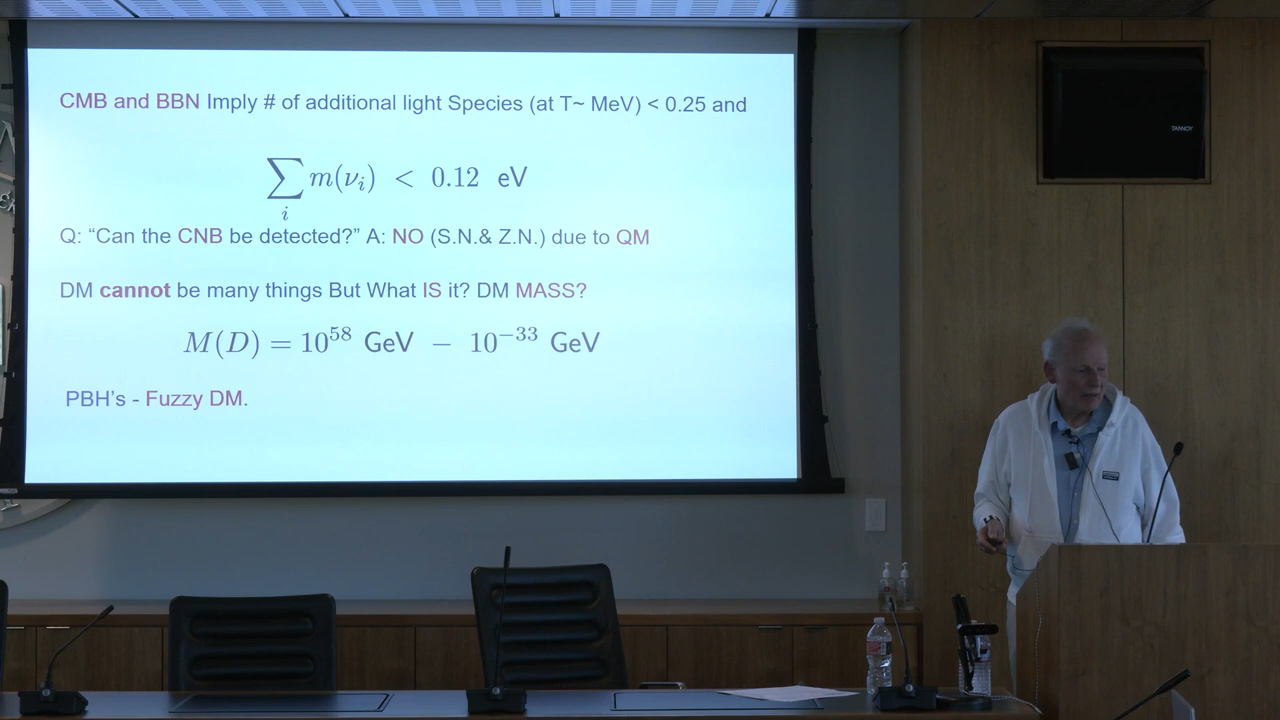 CMB and BBN Imply # of additional light Species (at T~ MeV) < 0.25 and
∑_i m(ν_i) < 0.12 eV
Q: “Can the CNB be detected?” A: NO (S.N.& Z.N.) due to QM
DM cannot be many things But What IS it? DM MASS?
M(D) = 10^58 GeV − 10^−33 GeV
PBH’s - Fuzzy DM.
TANNOY